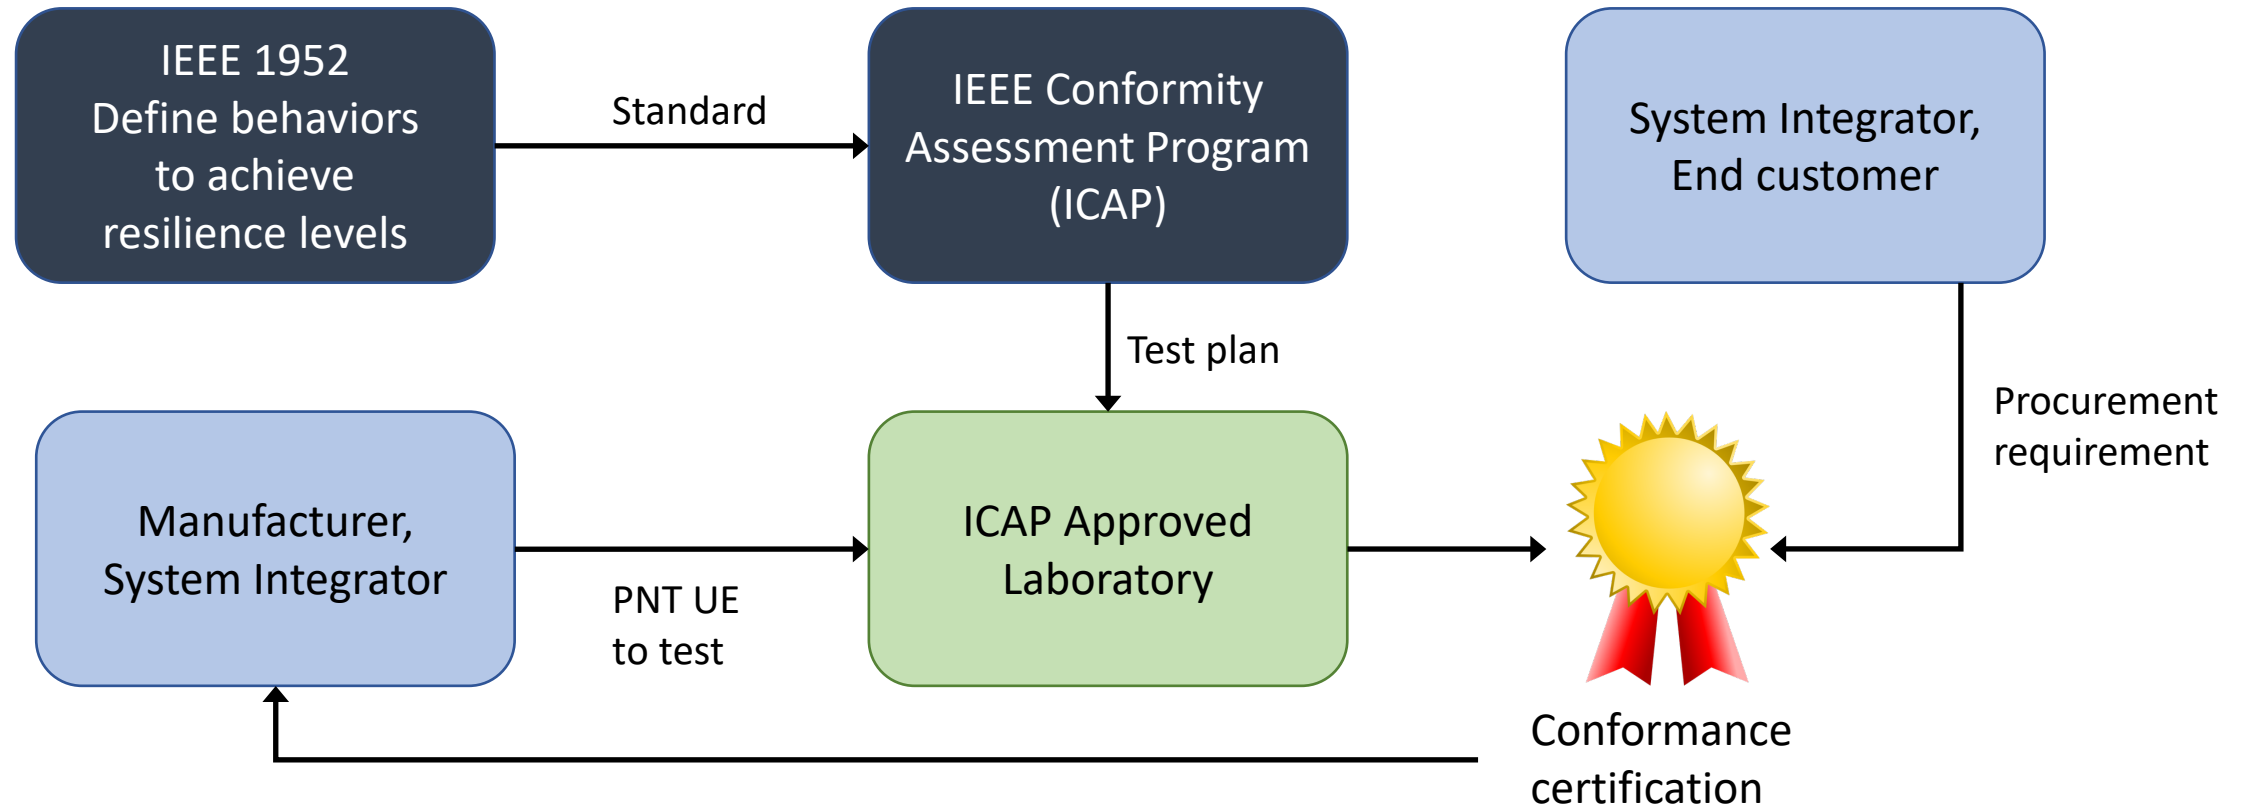 IEEE 1952
Define behaviors
to achieve
resilience levels
Standard
IEEE Conformity
Assessment Program
(ICAP)
System Integrator,
End customer
Test plan
Procurement
requirement
Manufacturer,
System Integrator
PNT UE
to test
ICAP Approved
Laboratory
Conformance
certification